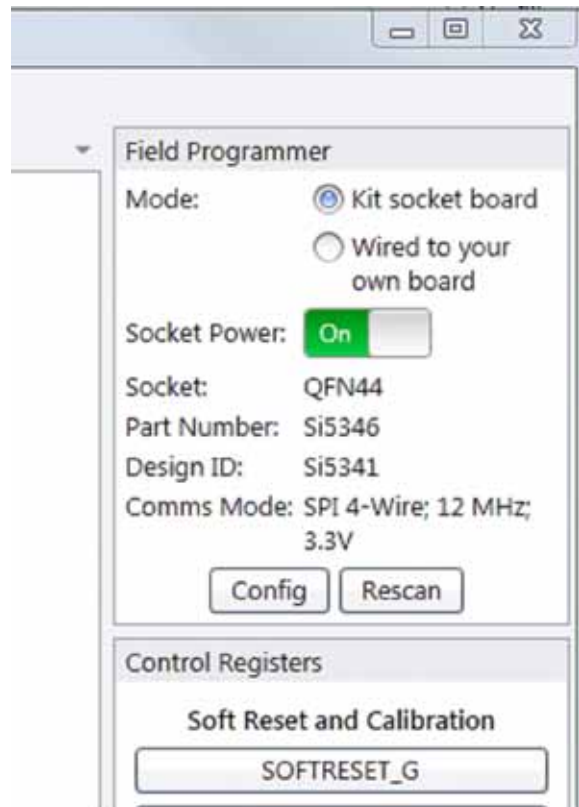 Field Programmer
Mode: Kit socket board
Wired to your
own board
Socket Power: On
Socket: QFN44
Part Number: Si5346
Design ID: Si5341
Comms Mode: SPI 4-Wire; 12 MHz;
3.3V
Config Rescan
Control Registers
Soft Reset and Calibration
SOFTRESET_G